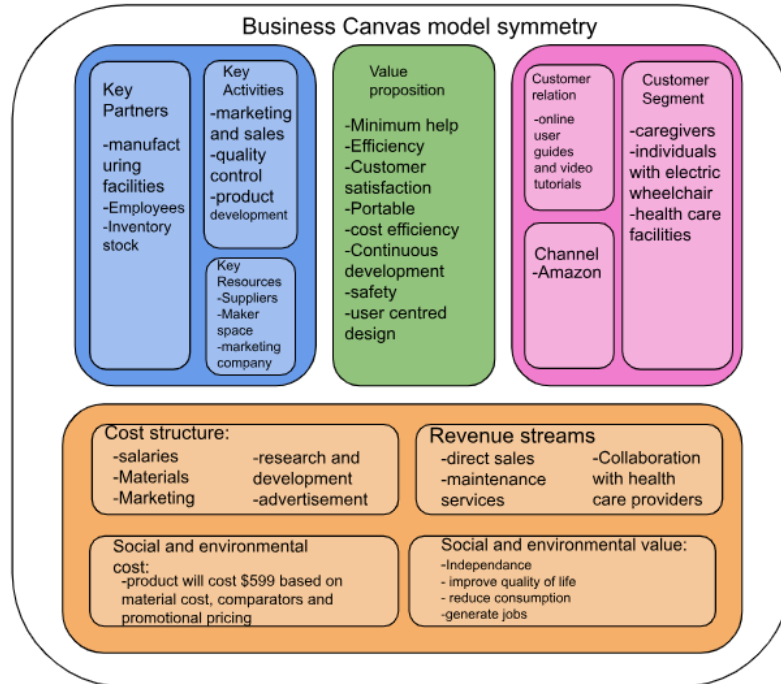 Business Canvas model symmetry
Key
Partners
-manufact
uring
facilities
-Employees
-Inventory
stock
Key
Activities
-marketing
and sales
-quality
control
-product
development
Key
Resources
-Suppliers
-Maker
space
-marketing
company
Value
proposition
-Minimum help
-Efficiency
-Customer
satisfaction
-Portable
-cost efficiency
-Continuous
development
-safety
-user centred
design
Customer
relation
-online
user
guides
and video
tutorials
Channel
-Amazon
Customer
Segment
-caregivers
-individuals
with electric
wheelchair
-health care
facilities
Cost structure:
-salaries
-Materials
-Marketing
-research and
development
-advertisement
Revenue streams
-direct sales
-maintenance
services
-Collaboration
with health
care providers
Social and environmental
cost:
-product will cost $599 based on
material cost, comparators and
promotional pricing
Social and environmental value:
-Independance
- improve quality of life
- reduce consumption
-generate jobs